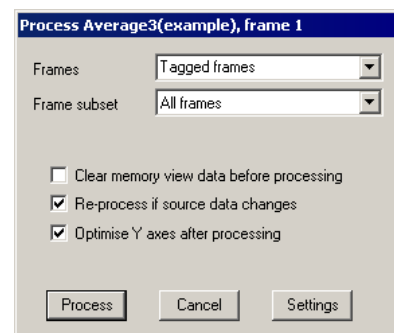 Process Average3(example), frame 1
Frames Tagged frames
Frame subset All frames
Clear memory view data before processing
Re-process if source data changes
Optimise Y axes after processing
Process Cancel Settings